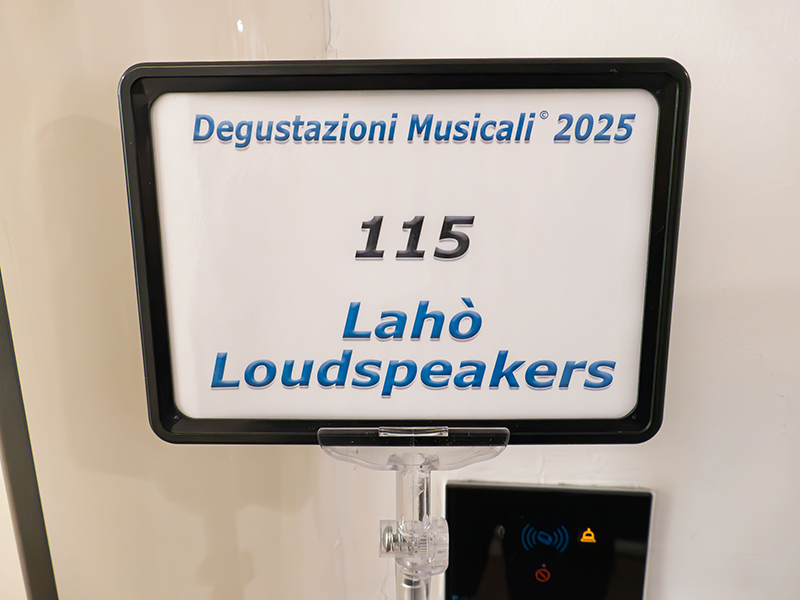 Degustazioni Musicali© 2025
115
Lahò
Loudspeakers